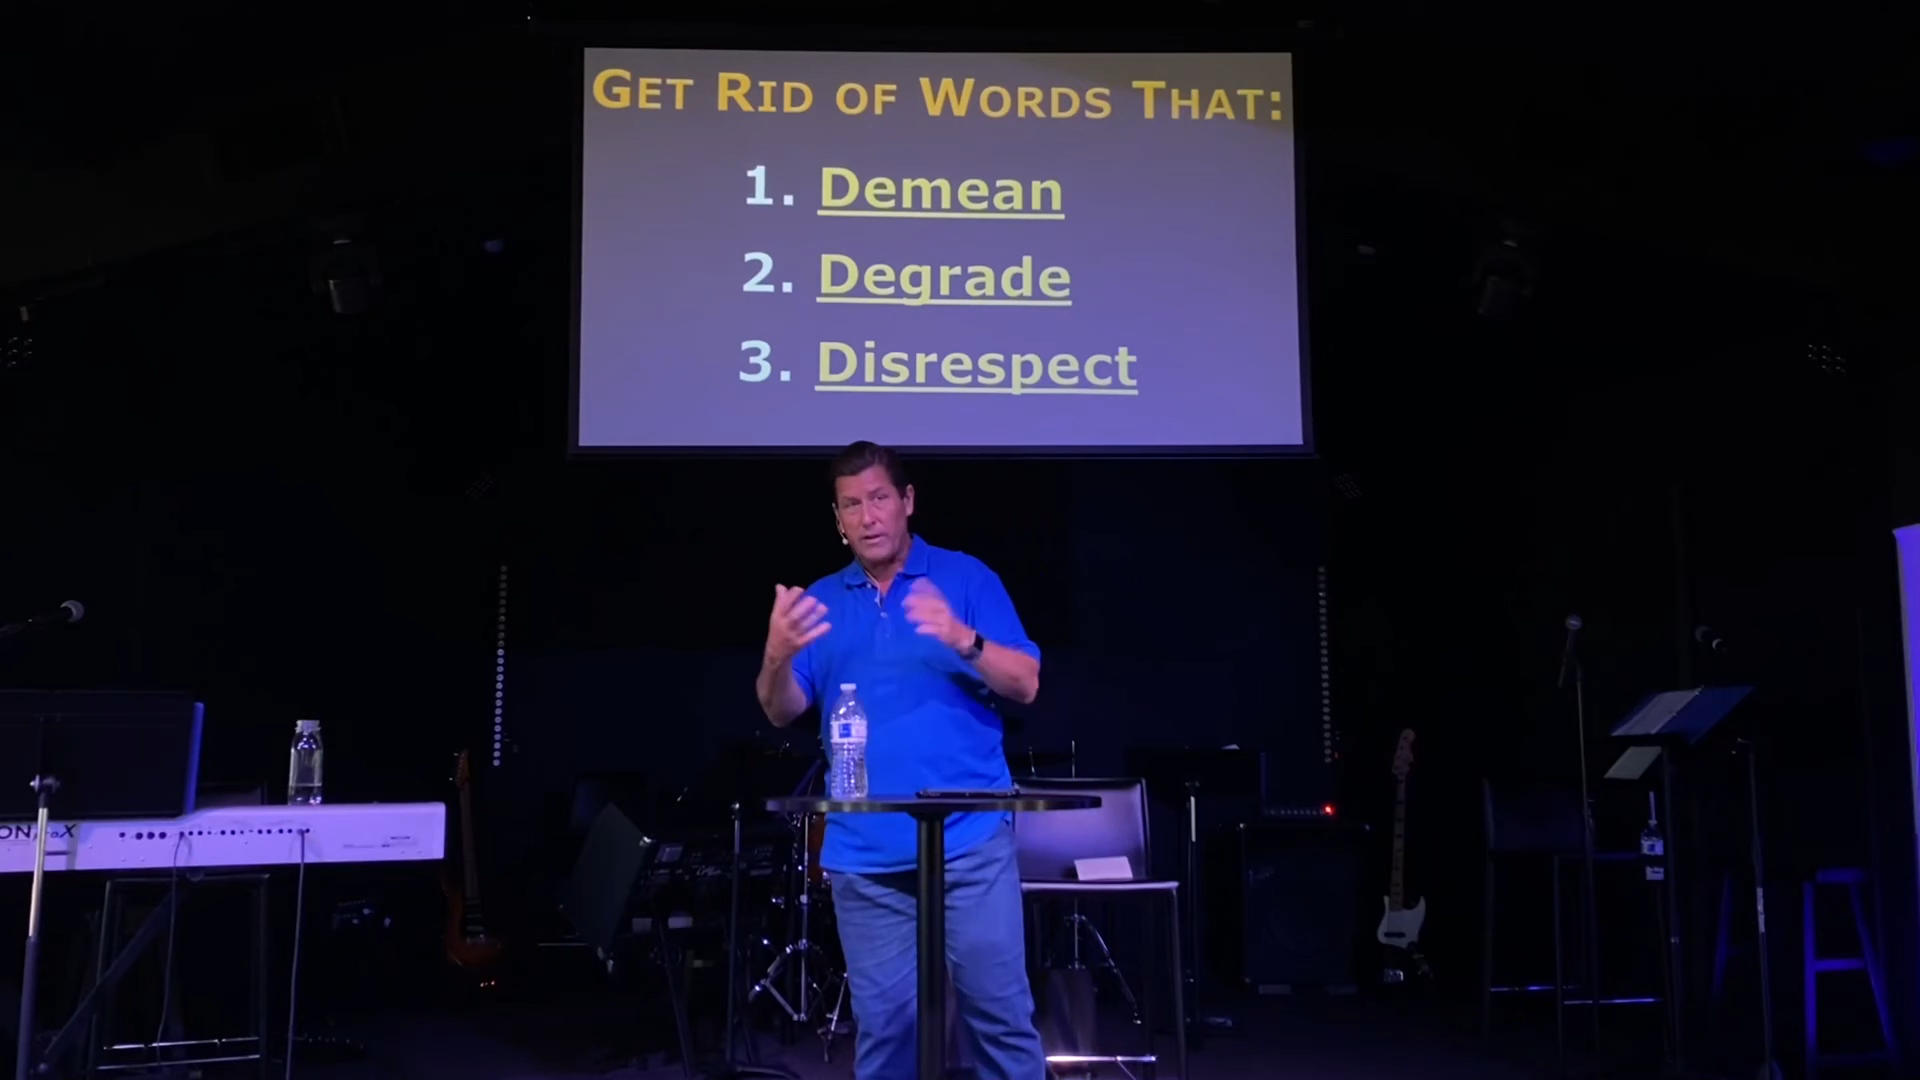 GET RID OF WORDS THAT:
1. Demean
2. Degrade
3. Disrespect